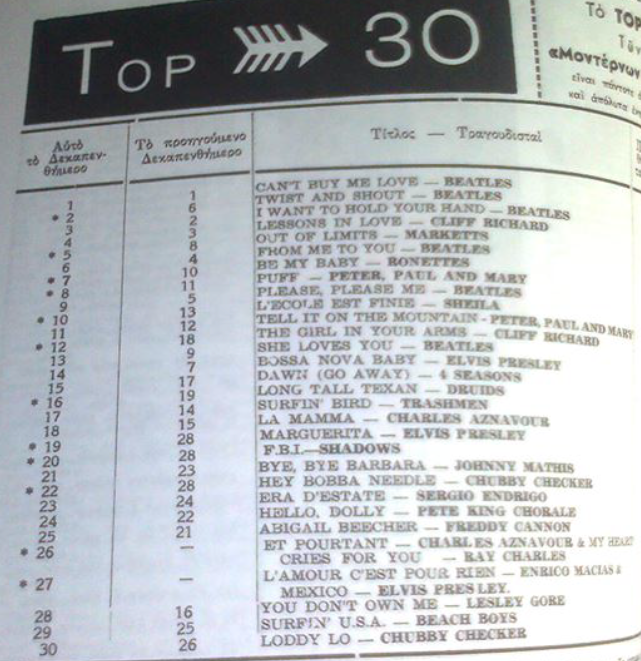 TOP 30
Τὸ TOP
«Μοντέρνων
εἶναι πάντοτε
καὶ ἀπόλυτα
Αὐτὸ τὸ Δεκαπενθήμερο
Τὸ προηγούμενο Δεκαπενθήμερο
Τίτλος — Τραγουδισταὶ
1 1 CAN'T BUY ME LOVE — BEATLES
* 2 6 TWIST AND SHOUT — BEATLES
3 2 I WANT TO HOLD YOUR HAND — BEATLES
4 3 LESSONS IN LOVE — CLIFF RICHARD
* 5 8 OUT OF LIMITS — MARKETTS
6 4 FROM ME TO YOU — BEATLES
* 7 10 BE MY BABY — RONETTES
* 8 11 PUFF — PETER, PAUL AND MARY
9 5 PLEASE, PLEASE ME — BEATLES
* 10 13 L'ECOLE EST FINIE — SHEILA
11 12 TELL IT ON THE MOUNTAIN - PETER, PAUL AND MARY
* 12 18 THE GIRL IN YOUR ARMS — CLIFF RICHARD
13 9 SHE LOVES YOU — BEATLES
14 7 BOSSA NOVA BABY — ELVIS PRESLEY
15 17 DAWN (GO AWAY) — 4 SEASONS
* 16 19 LONG TALL TEXAN — DRUIDS
17 14 SURFIN' BIRD — TRASHMEN
18 15 LA MAMMA — CHARLES AZNAVOUR
* 19 28 MARGUERITA — ELVIS PRESLEY
* 20 28 F.B.I.—SHADOWS
21 23 BYE, BYE BARBARA — JOHNNY MATHIS
* 22 28 HEY BOBBA NEEDLE — CHUBBY CHECKER
23 24 ERA D'ESTATE — SERGIO ENDRIGO
24 22 HELLO, DOLLY — PETE KING CHORALE
25 21 ABIGAIL BEECHER — FREDDY CANNON
* 26 — ET POURTANT — CHARLES AZNAVOUR & MY HEART
CRIES FOR YOU — RAY CHARLES
* 27 — L'AMOUR C'EST POUR RIEN — ENRICO MACIAS &
MEXICO — ELVIS PRESLEY.
28 16 YOU DON'T OWN ME — LESLEY GORE
29 25 SURFIN' U.S.A. — BEACH BOYS
30 26 LODDY LO — CHUBBY CHECKER